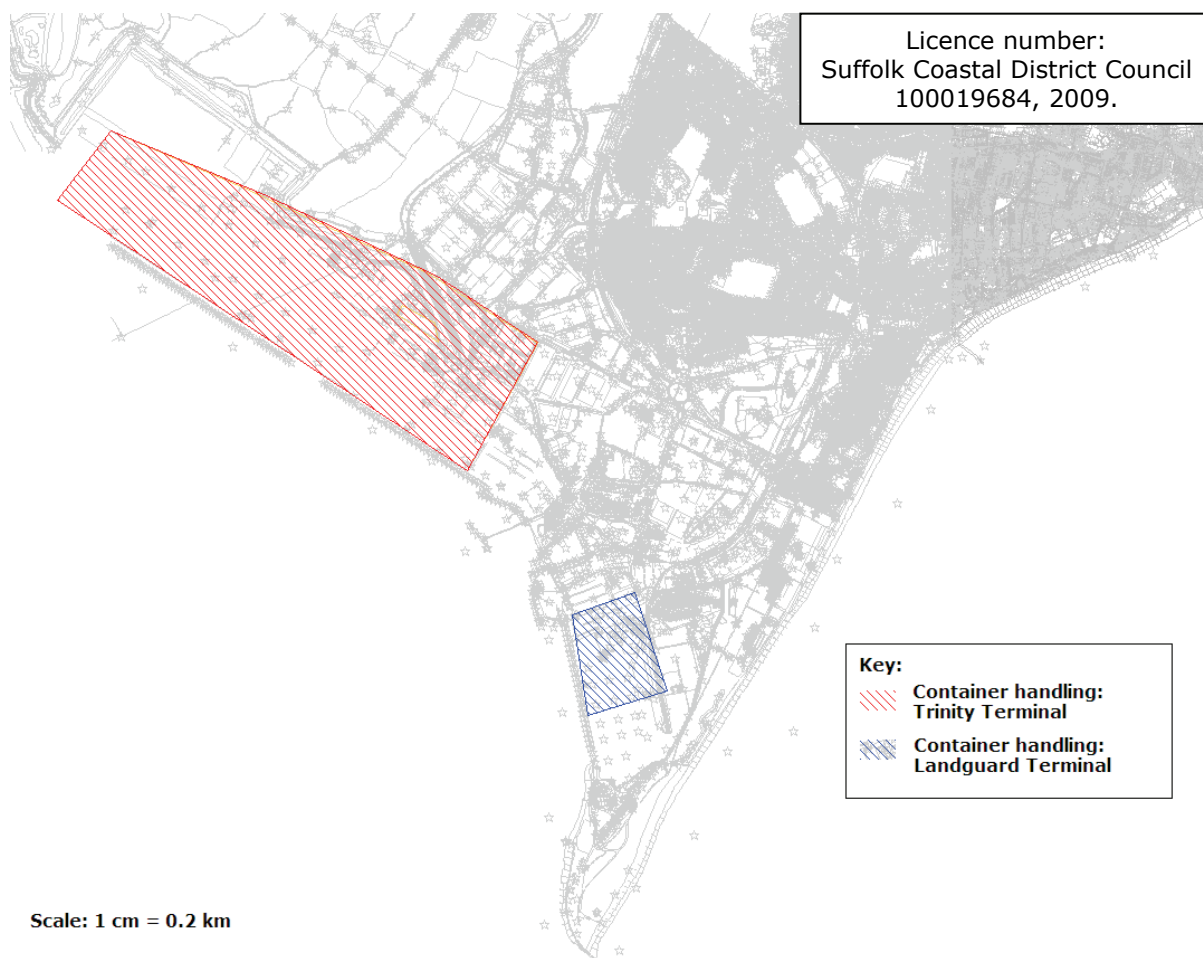 Licence number:
Suffolk Coastal District Council
100019684, 2009.
Key:
Container handling:
Trinity Terminal
Container handling:
Landguard Terminal
Scale: 1 cm = 0.2 km